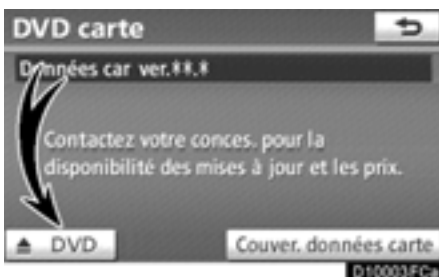 DVD carte
Données car ver.**.*
Contactez votre conces. pour la
disponibilité des mises à jour et les prix.
DVD
Couver. données carte
D10003FCa